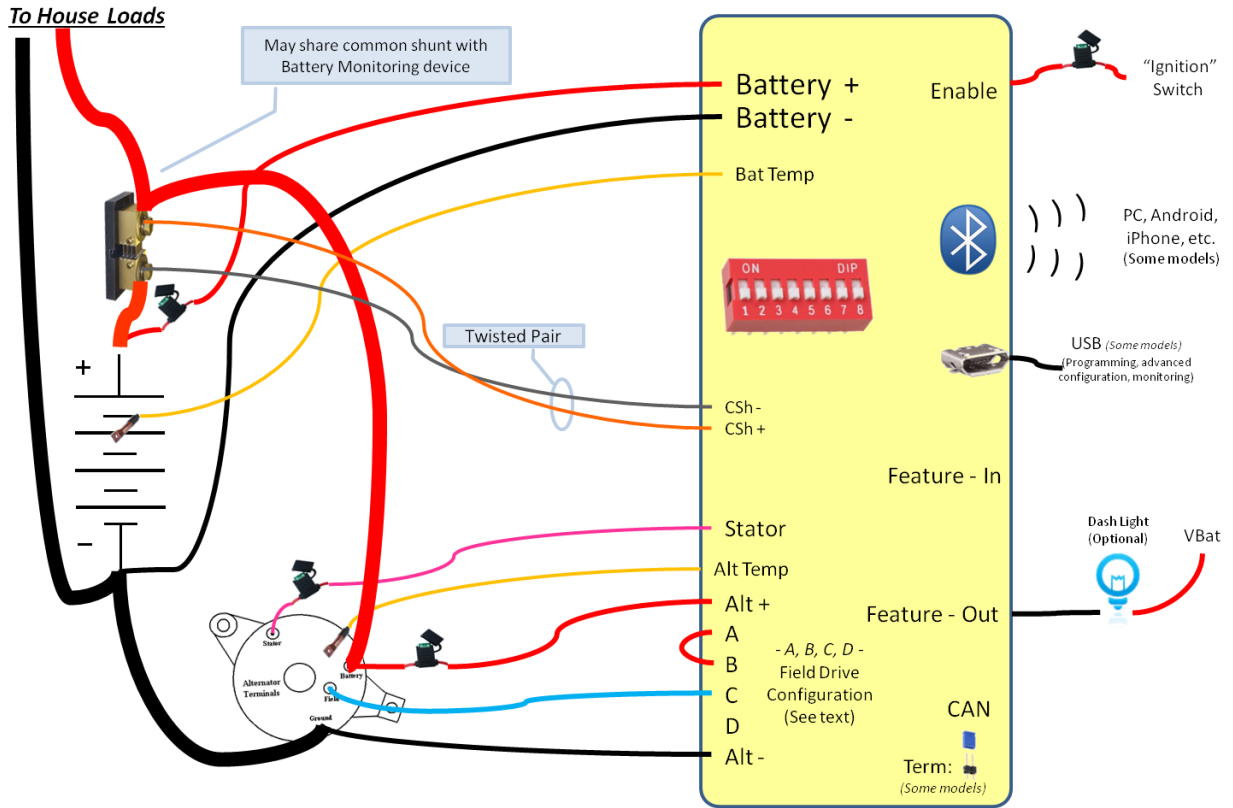 To House Loads
May share common shunt with
Battery Monitoring device
Battery +
Battery -
Bat Temp
Enable
"Ignition"
Switch
PC, Android,
iPhone, etc.
(Some models)
ON DIP
1 2 3 4 5 6 7 8
Twisted Pair
USB (Some models)
(Programming, advanced
configuration, monitoring)
+
CSh -
CSh +
Feature - In
-
Stator
Alt Temp
Alt +
A
B
C
D
Alt -
- A, B, C, D -
Field Drive
Configuration
(See text)
Feature - Out
Dash Light
(Optional)
VBat
Stator
Battery
Alternator
Terminals
Field
Ground
CAN
Term:
(Some models)